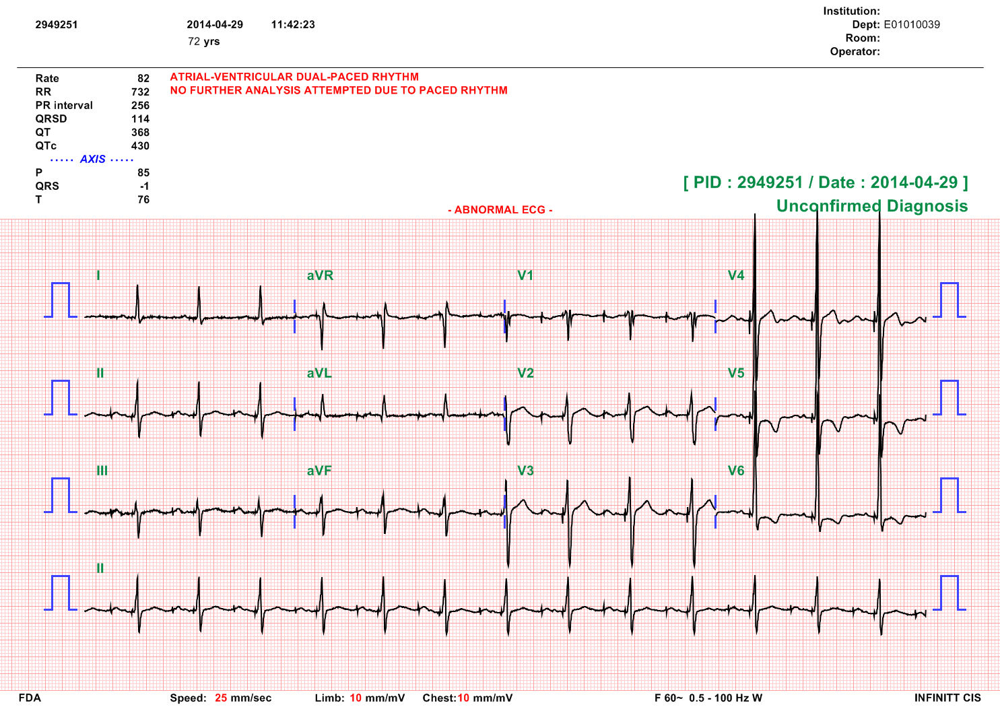 Institution:
2949251 2014-04-29 11:42:23 Dept: E01010039
72 yrs Room:
Operator:
Rate 82 ATRIAL-VENTRICULAR DUAL-PACED RHYTHM
RR 732 NO FURTHER ANALYSIS ATTEMPTED DUE TO PACED RHYTHM
PR interval 256
QRSD 114
QT 368
QTc 430
····· AXIS ·····
P 85
QRS -1
T 76
[ PID : 2949251 / Date : 2014-04-29 ]
- ABNORMAL ECG - Unconfirmed Diagnosis
I aVR V1 V4
II aVL V2 V5
III aVF V3 V6
II
FDA Speed: 25 mm/sec Limb: 10 mm/mV Chest:10 mm/mV F 60~ 0.5 - 100 Hz W INFINITT CIS